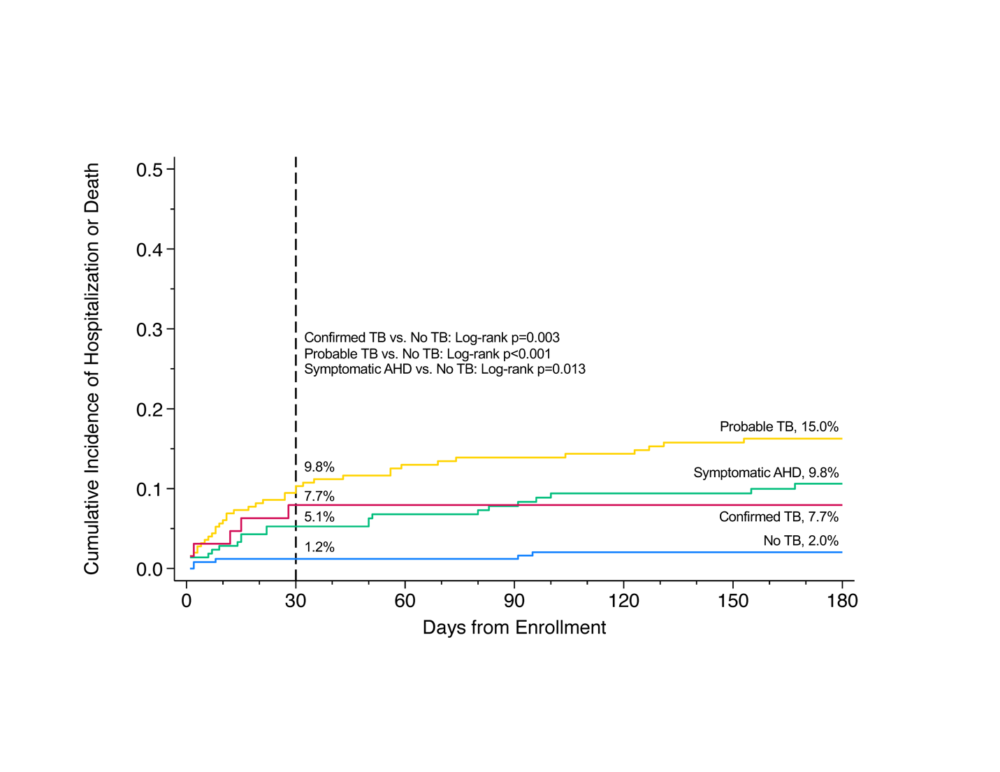 Cumulative Incidence of Hospitalization or Death
0.5
0.4
0.3
0.2
0.1
0.0
Confirmed TB vs. No TB: Log-rank p=0.003
Probable TB vs. No TB: Log-rank p<0.001
Symptomatic AHD vs. No TB: Log-rank p=0.013
Probable TB, 15.0%
9.8%
Symptomatic AHD, 9.8%
7.7%
5.1%
Confirmed TB, 7.7%
No TB, 2.0%
1.2%
0 30 60 90 120 150 180
Days from Enrollment